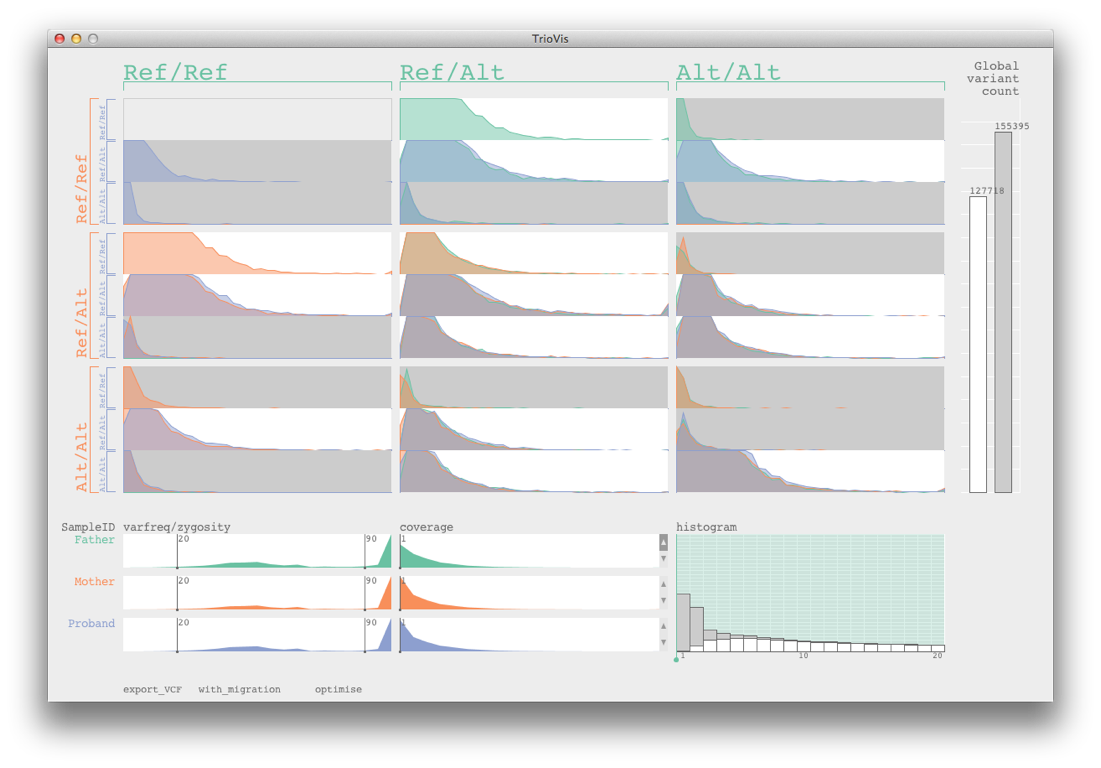 TrioVis
Ref/Ref
Ref/Alt
Alt/Alt
Global
variant
count
155395
127718
Ref/Ref
Ref/Ref
Ref/Alt
Alt/Alt
Ref/Alt
Ref/Ref
Ref/Alt
Alt/Alt
Alt/Alt
Ref/Ref
Ref/Alt
Alt/Alt
SampleID varfreq/zygosity coverage histogram
Father 20 90 1
Mother 20 90 1
Proband 20 90 1
1 10 20
export_VCF with_migration optimise